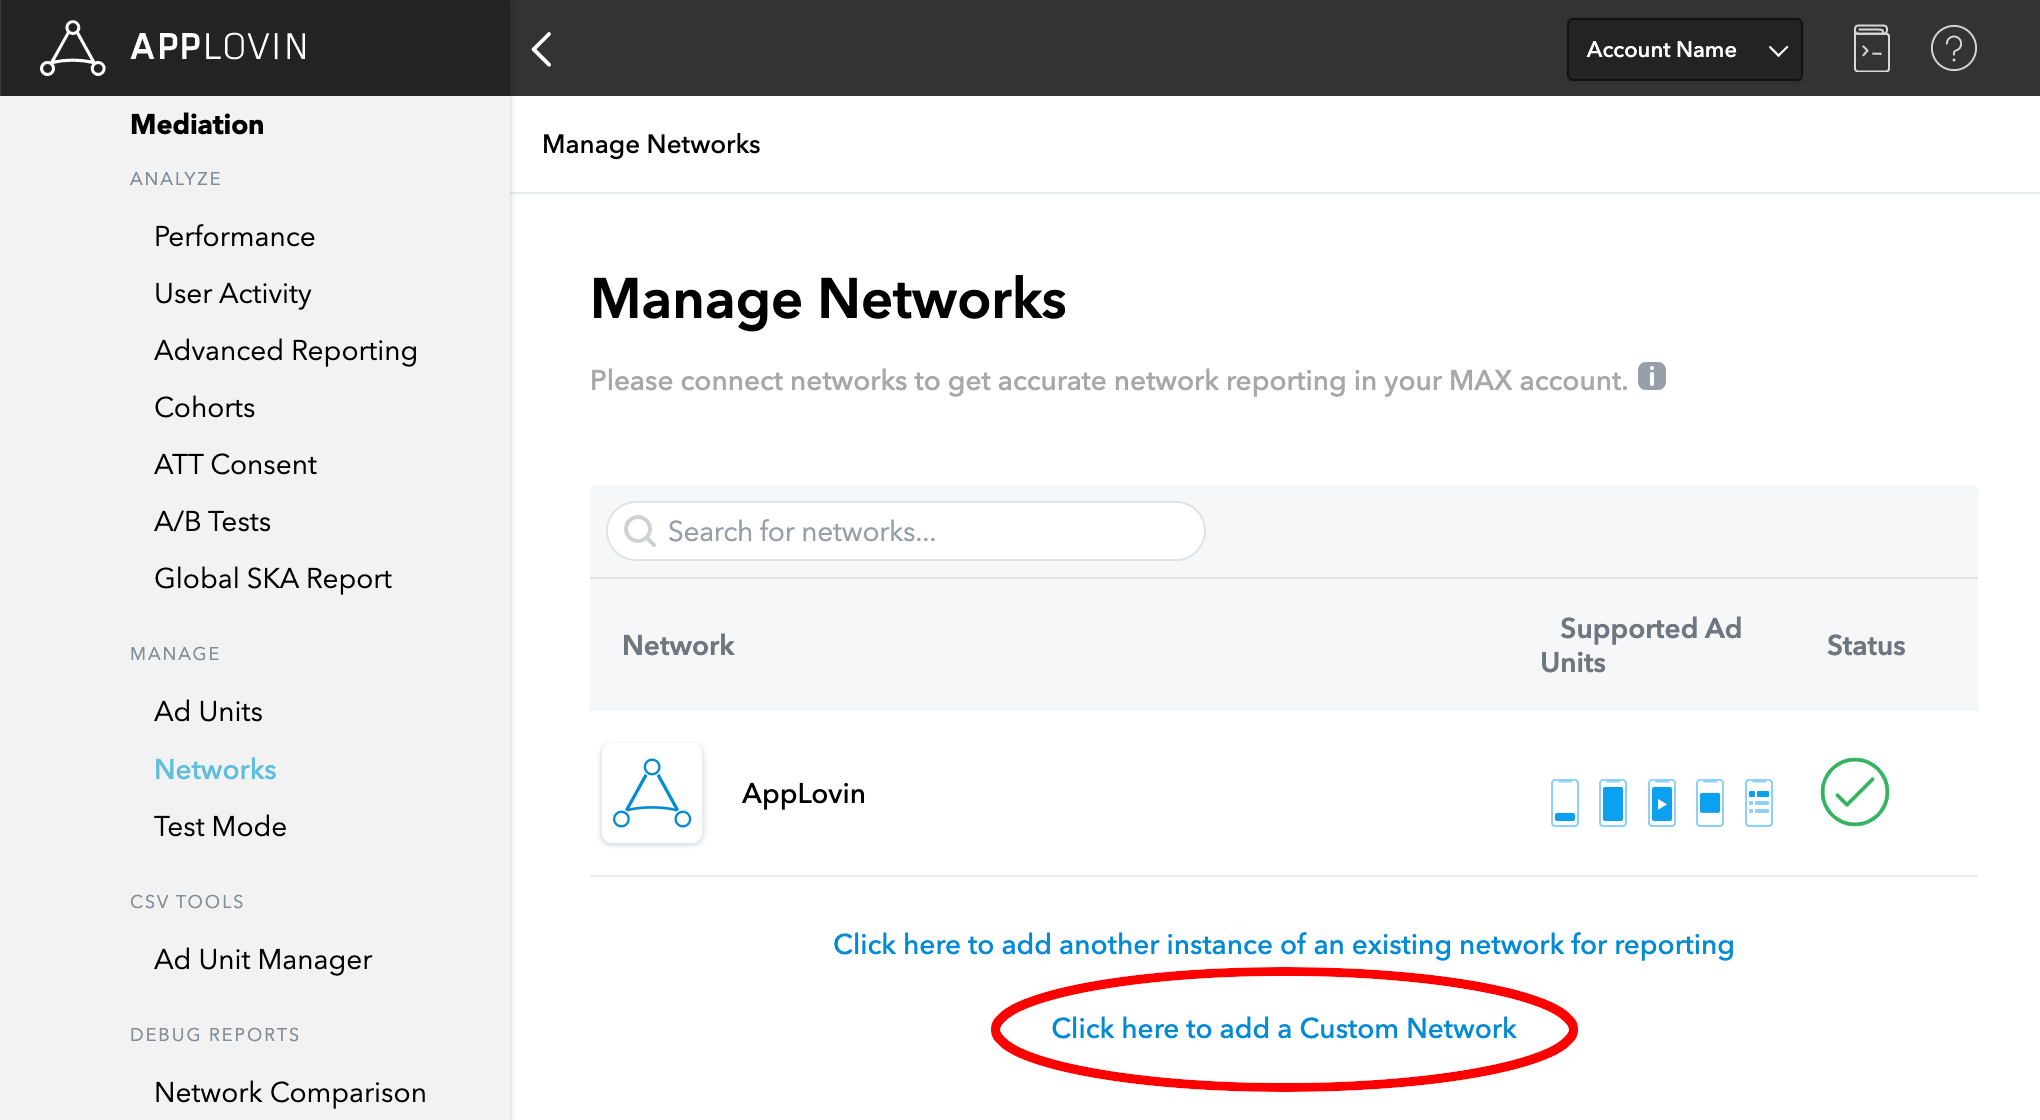 APPLOVIN
Account Name
Mediation
ANALYZE
Performance
User Activity
Advanced Reporting
Cohorts
ATT Consent
A/B Tests
Global SKA Report
MANAGE
Ad Units
Networks
Test Mode
CSV TOOLS
Ad Unit Manager
DEBUG REPORTS
Network Comparison
Manage Networks
Manage Networks
Please connect networks to get accurate network reporting in your MAX account.
Search for networks...
Network
Supported Ad
Units
Status
AppLovin
Click here to add another instance of an existing network for reporting
Click here to add a Custom Network